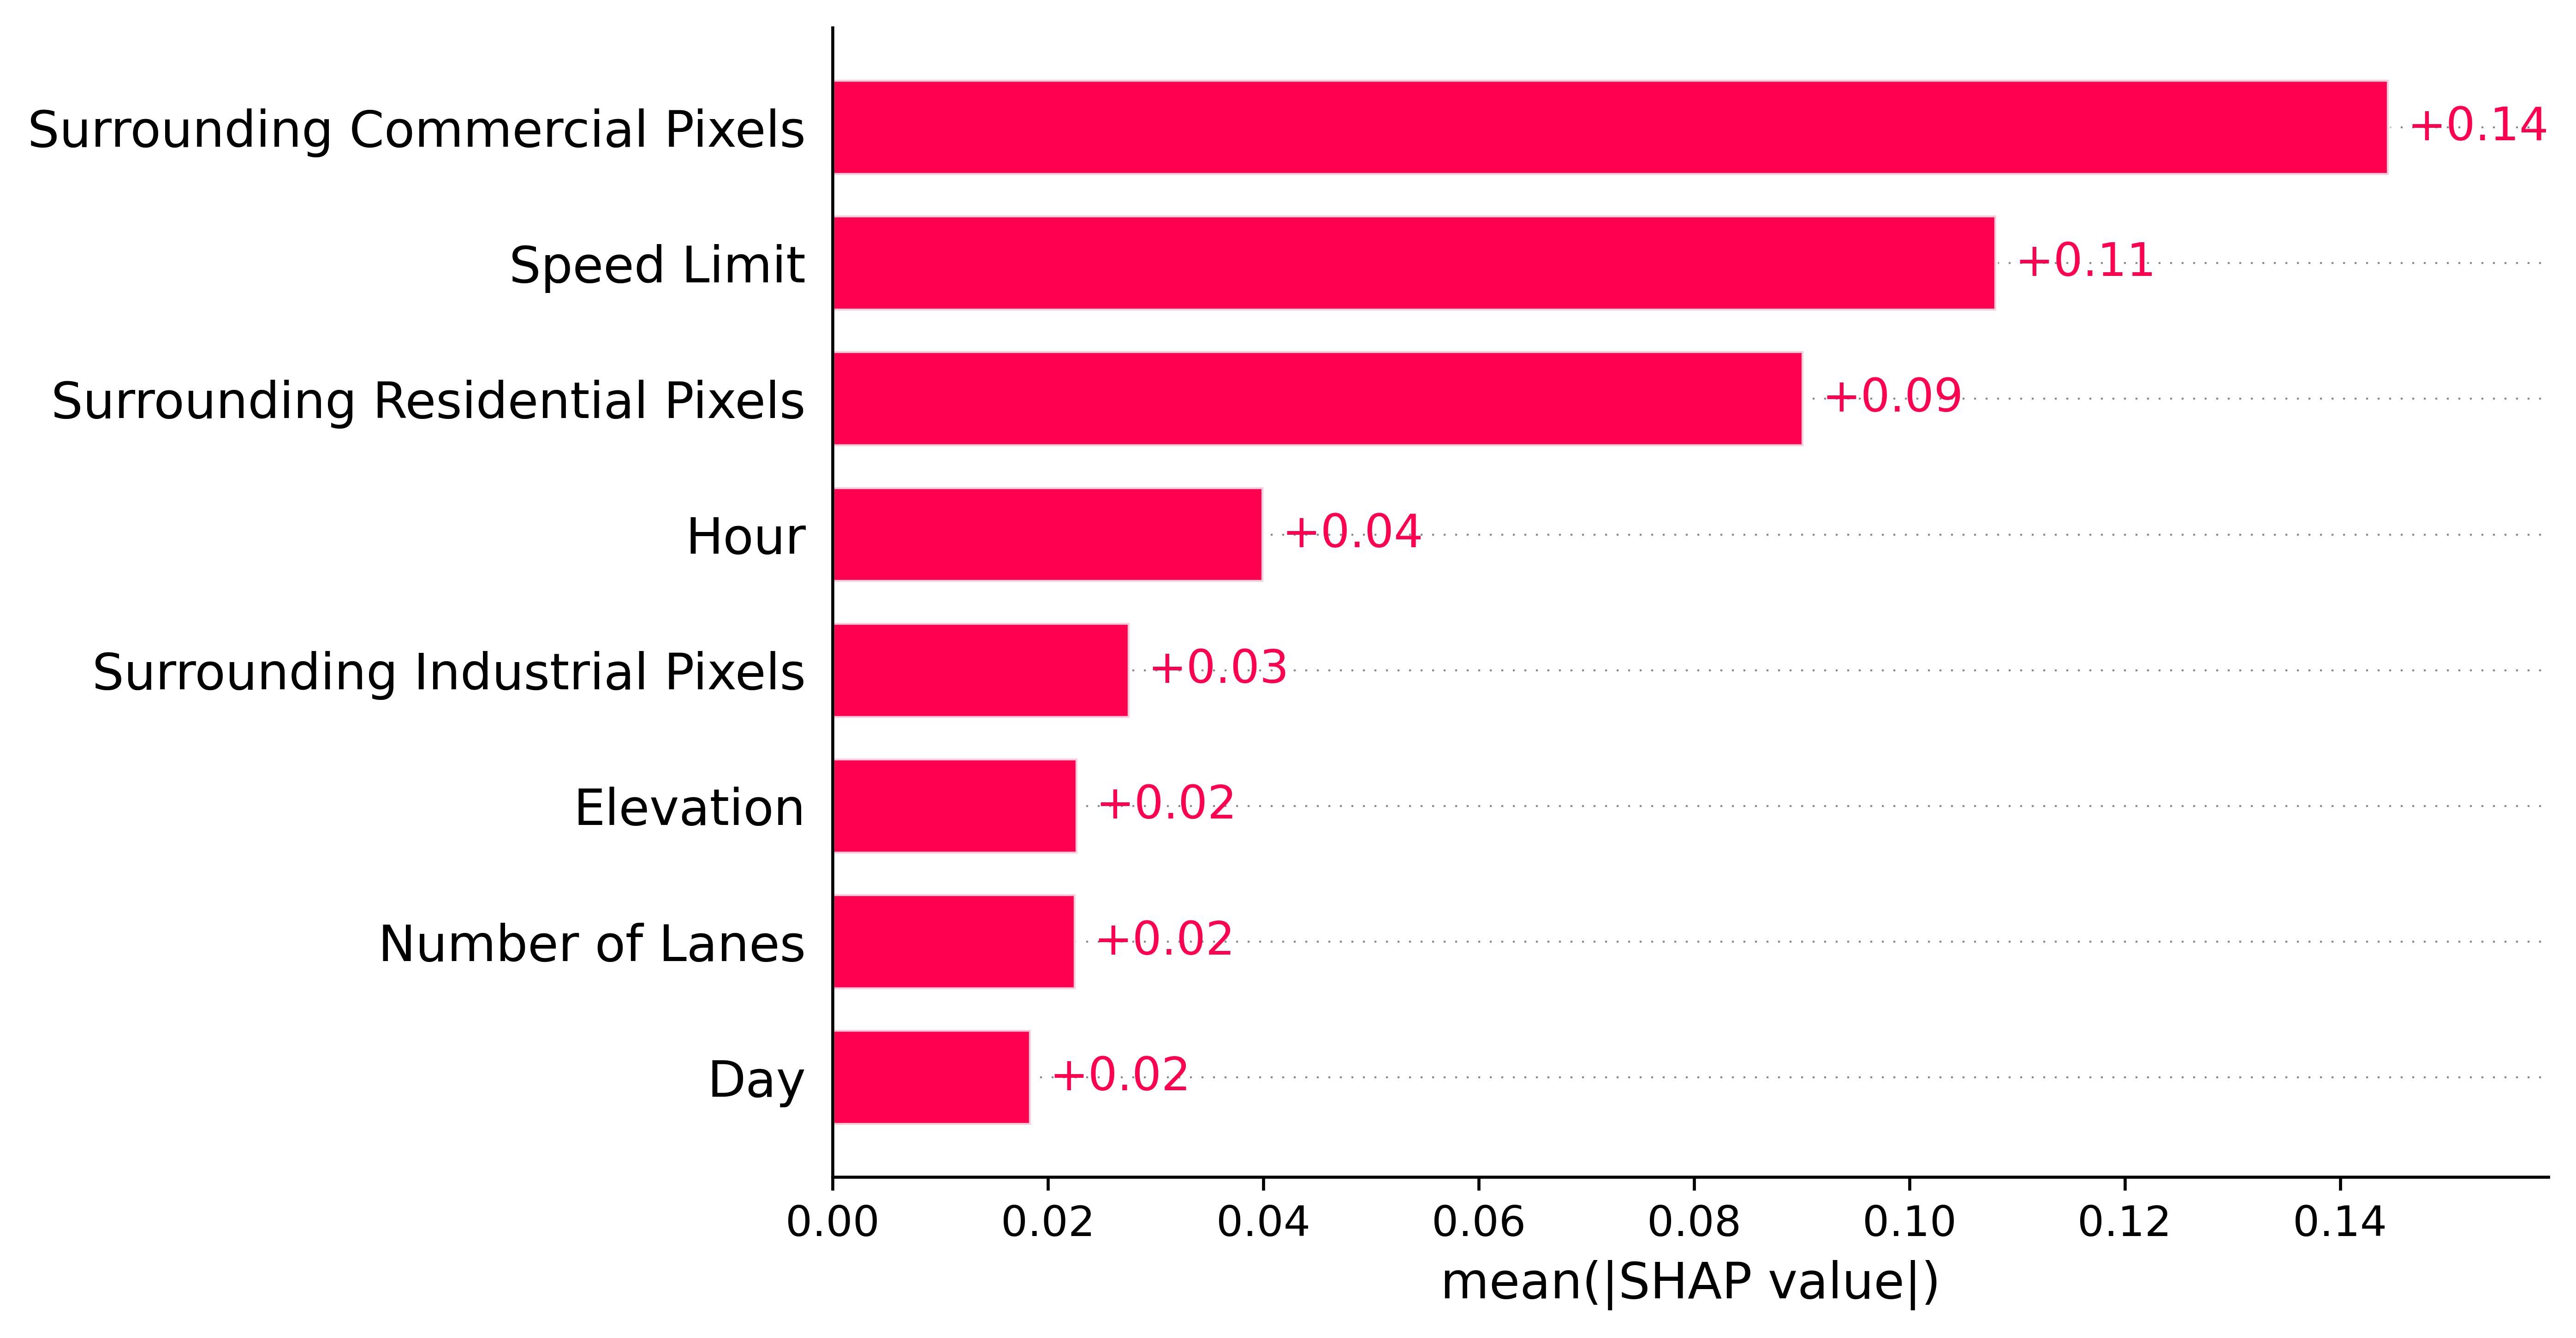 Surrounding Commercial Pixels +0.14
Speed Limit +0.11
Surrounding Residential Pixels +0.09
Hour +0.04
Surrounding Industrial Pixels +0.03
Elevation +0.02
Number of Lanes +0.02
Day +0.02
0.00 0.02 0.04 0.06 0.08 0.10 0.12 0.14
mean(|SHAP value|)